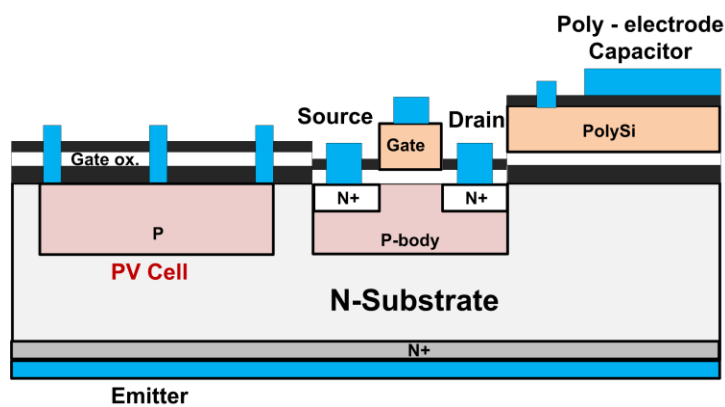 Poly - electrode
Capacitor
Source
Drain
Gate
PolySi
Gate ox.
N+
N+
P
P-body
PV Cell
N-Substrate
N+
Emitter